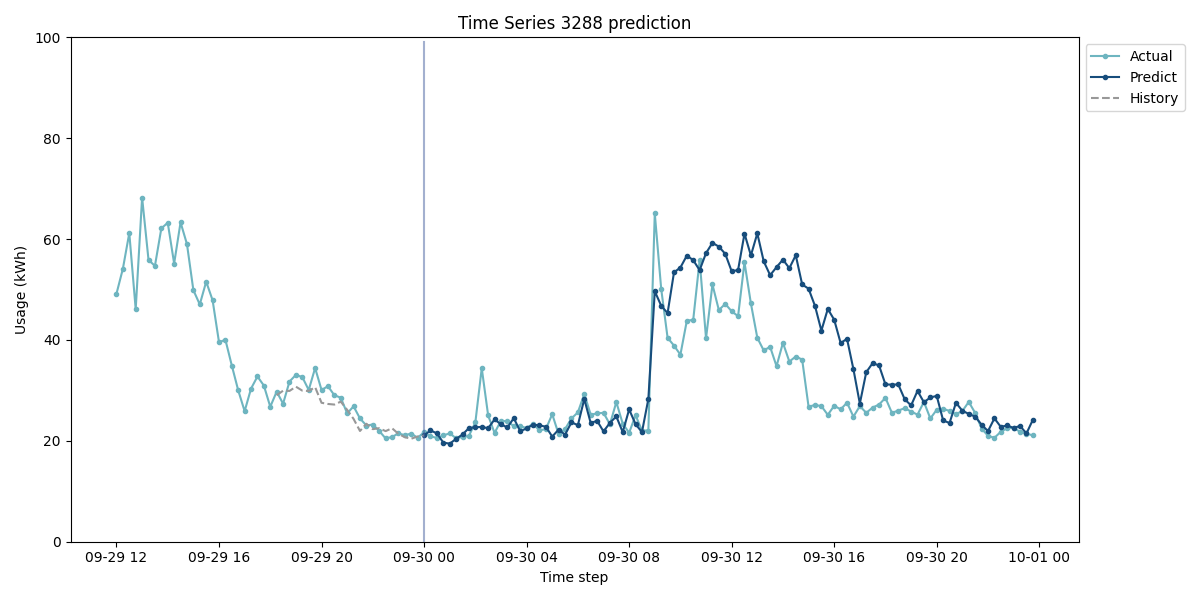 Time Series 3288 prediction
100
80
60
40
20
0
Usage (kWh)
09-29 12
09-29 16
09-29 20
09-30 00
09-30 04
09-30 08
09-30 12
09-30 16
09-30 20
10-01 00
Time step
Actual
Predict
History